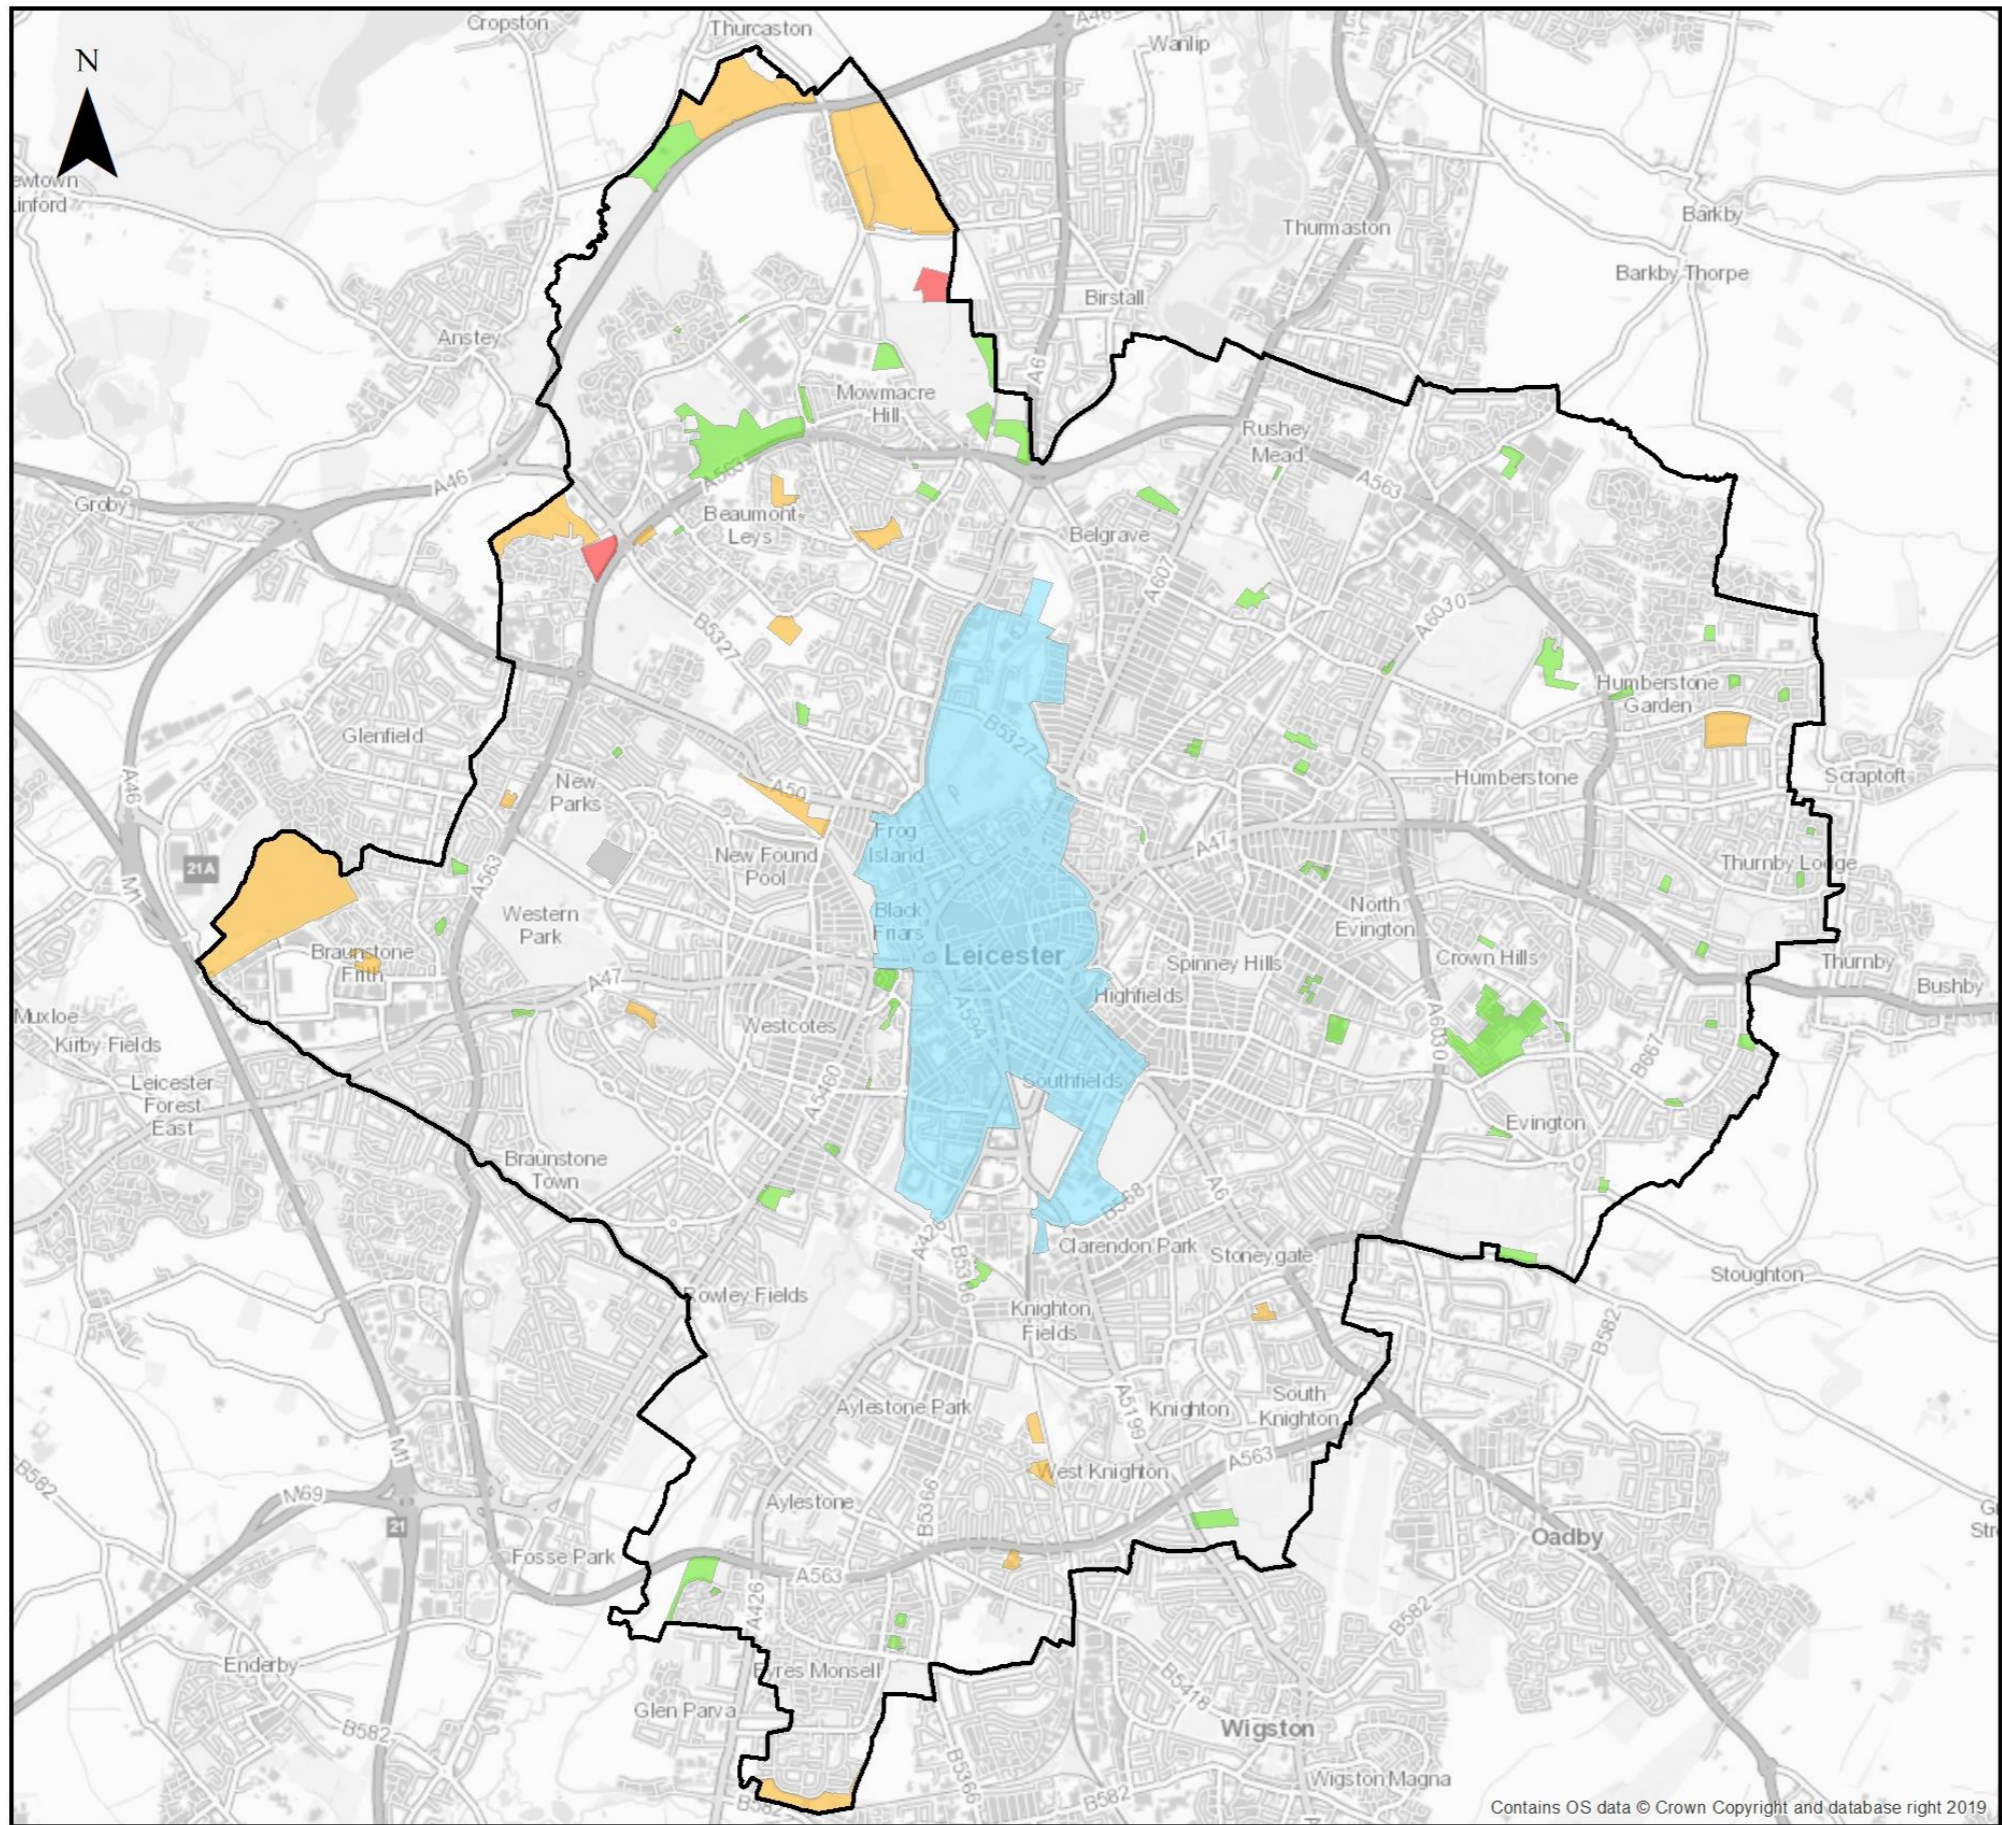 Cropston
Thurcaston
A46
Wanlip
N
ewtown
Linford
Barkby
Thurmaston
Barkby Thorpe
Birstall
Anstey
A6
Mowmacre
Hill
Rushey
Mead
A563
A563
A46
Groby
Beaumont
Leys
Belgrave
A607
A6030
B5327
Humberstone
Garden
Glenfield
B5327
A46
New
Parks
A50
Humberstone
Scraptoft
Frog
Island
A47
New Found
Pool
Thurnby Lodge
21A
M1
A563
Western
Park
Black
Friars
North
Evington
Braunstone
Frith
Leicester
Spinney Hills
Crown Hills
Thurnby
A47
Highfields
Bushby
Muxloe
Westcotes
A594
A6030
Kirby Fields
B667
Leicester
Forest
East
A5460
Southfields
Evington
Braunstone
Town
A6
B568
A426
Clarendon Park
Stoneygate
B5366
Stoughton
Rowley Fields
Knighton
Fields
B582
Aylestone Park
A5199
Knighton
South
Knighton
M1
A563
B582
West Knighton
M69
Aylestone
B5366
21
Oadby
Fosse Park
A563
A426
B582
Enderby
Eyres Monsell
B5418
Glen Parva
Wigston
B582
B5366
Wigston Magna
B582
B582
Contains OS data © Crown Copyright and database right 2019